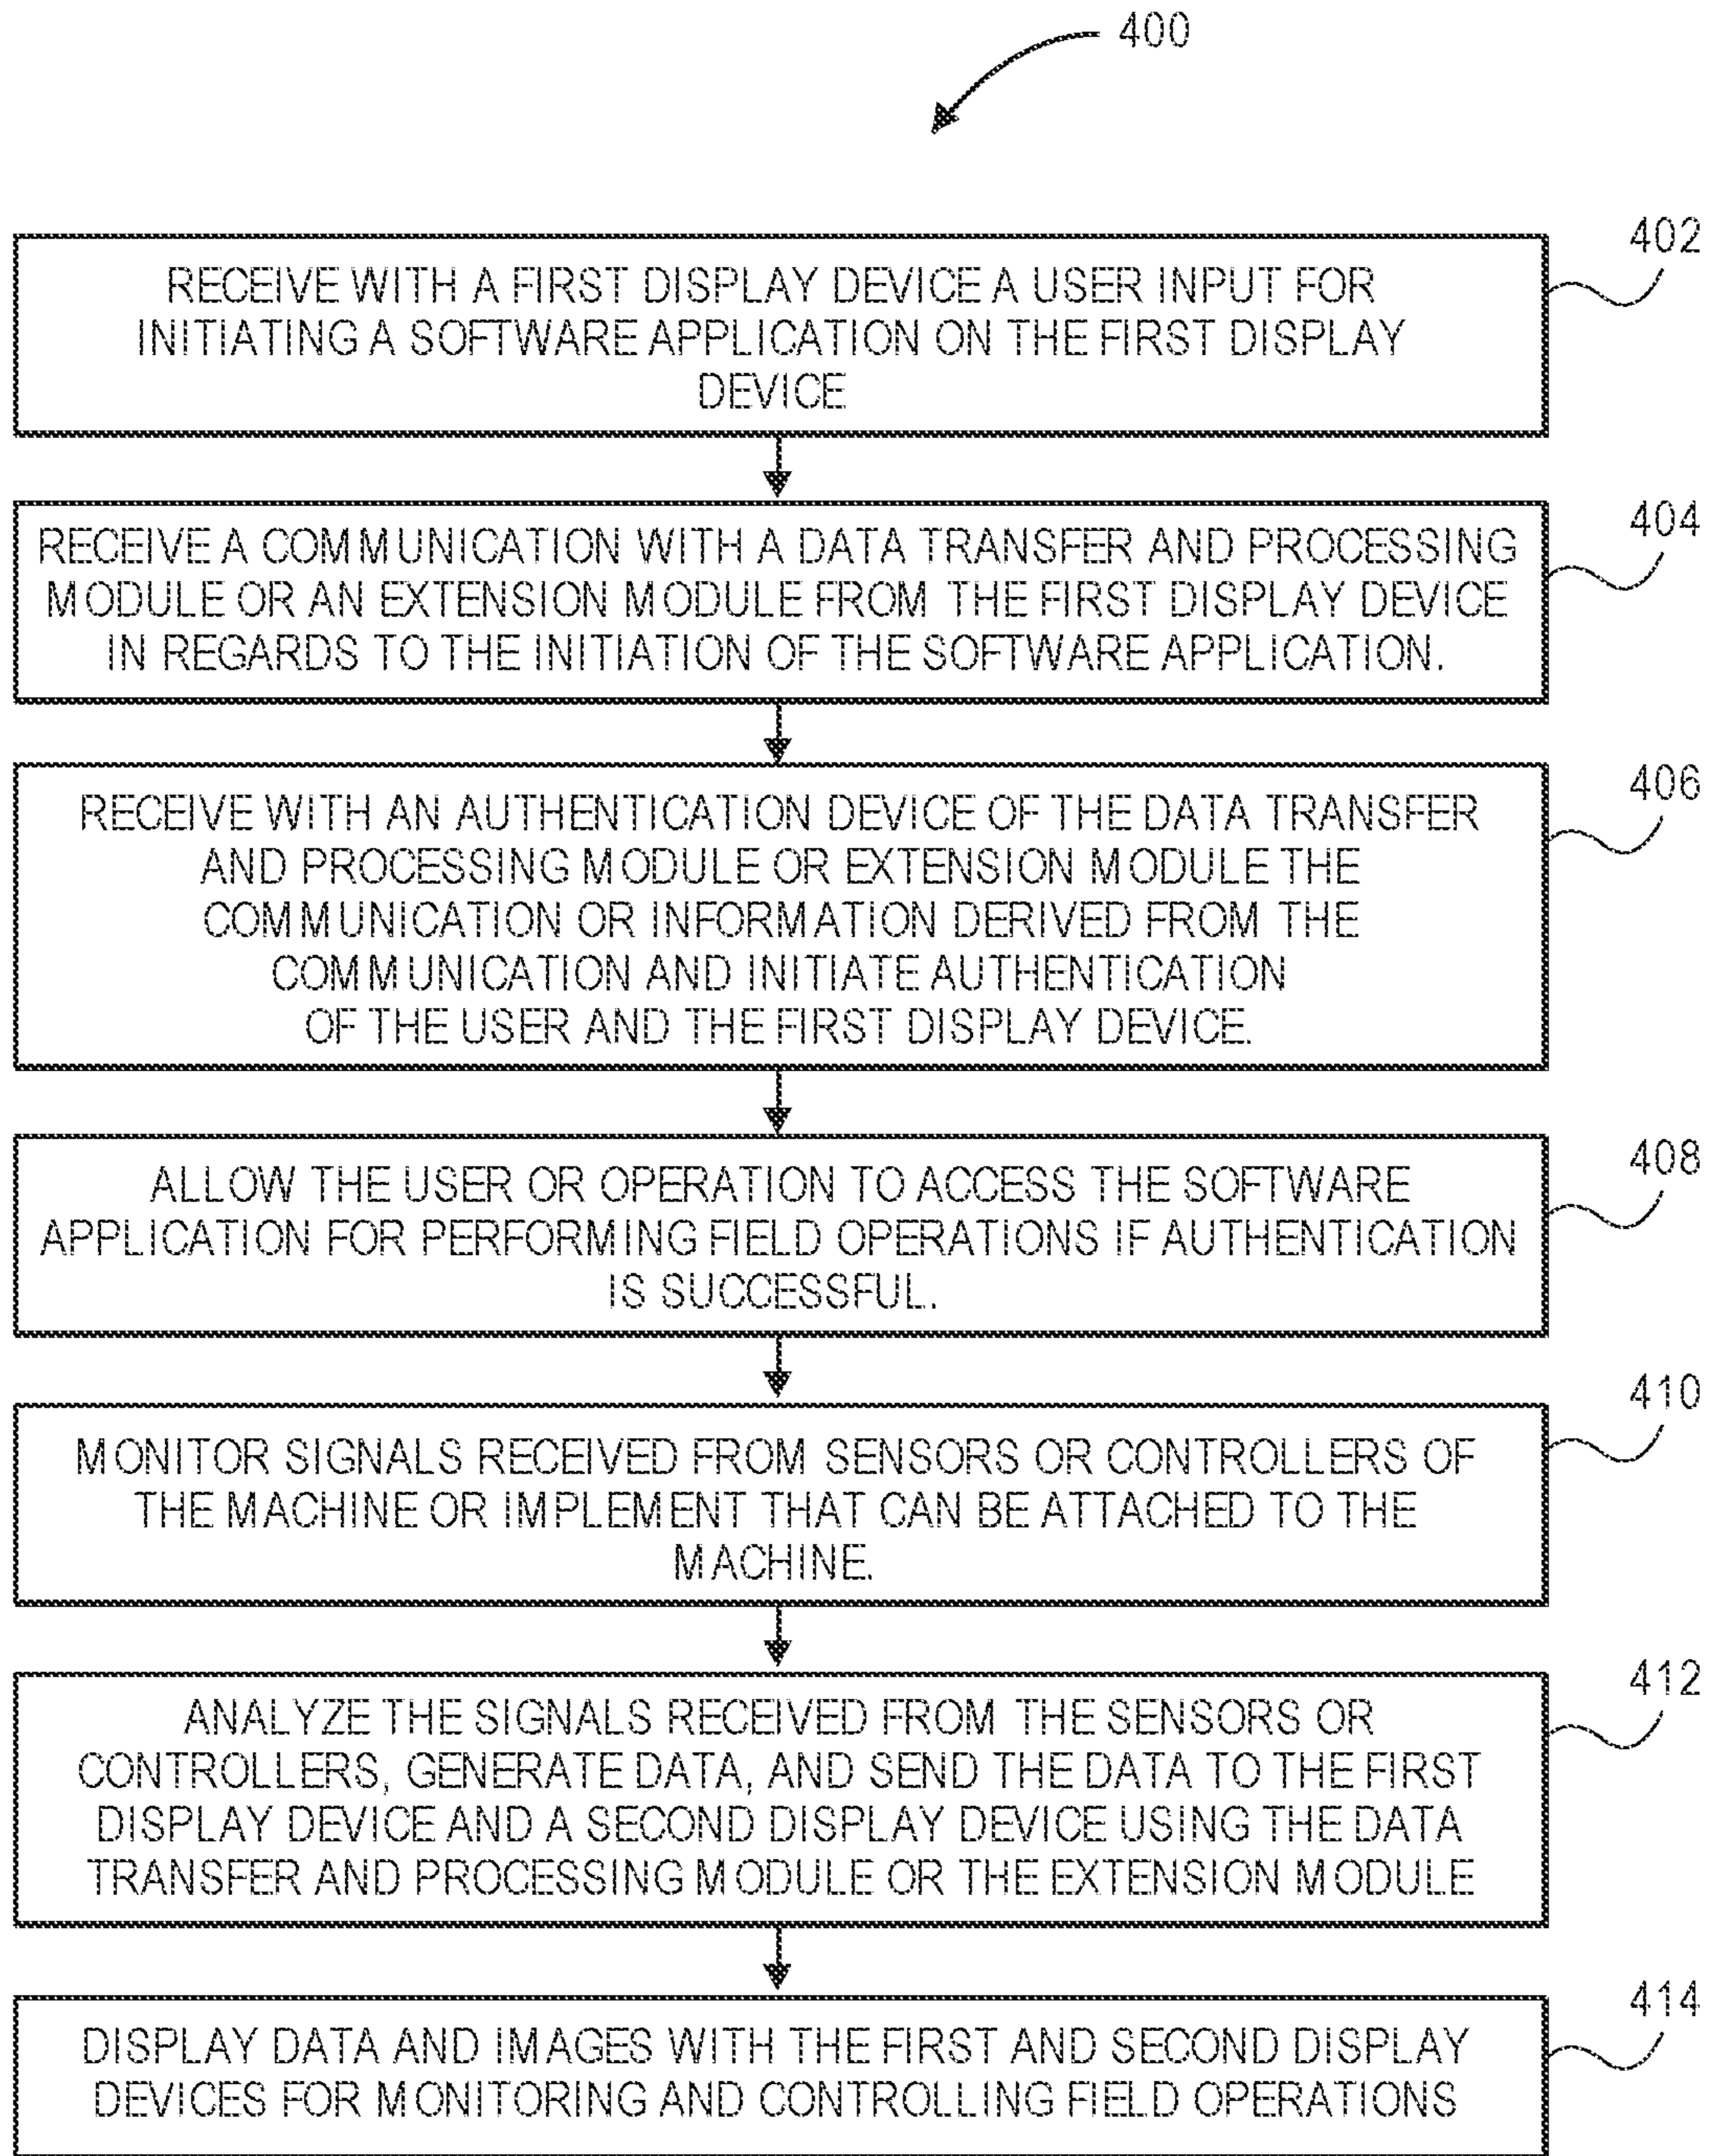 400
402
RECEIVE WITH A FIRST DISPLAY DEVICE A USER INPUT FOR
INITIATING A SOFTWARE APPLICATION ON THE FIRST DISPLAY
DEVICE
404
RECEIVE A COMMUNICATION WITH A DATA TRANSFER AND PROCESSING
MODULE OR AN EXTENSION MODULE FROM THE FIRST DISPLAY DEVICE
IN REGARDS TO THE INITIATION OF THE SOFTWARE APPLICATION.
406
RECEIVE WITH AN AUTHENTICATION DEVICE OF THE DATA TRANSFER
AND PROCESSING MODULE OR EXTENSION MODULE THE
COMMUNICATION OR INFORMATION DERIVED FROM THE
COMMUNICATION AND INITIATE AUTHENTICATION
OF THE USER AND THE FIRST DISPLAY DEVICE.
408
ALLOW THE USER OR OPERATION TO ACCESS THE SOFTWARE
APPLICATION FOR PERFORMING FIELD OPERATIONS IF AUTHENTICATION
IS SUCCESSFUL.
410
MONITOR SIGNALS RECEIVED FROM SENSORS OR CONTROLLERS OF
THE MACHINE OR IMPLEMENT THAT CAN BE ATTACHED TO THE
MACHINE.
412
ANALYZE THE SIGNALS RECEIVED FROM THE SENSORS OR
CONTROLLERS, GENERATE DATA, AND SEND THE DATA TO THE FIRST
DISPLAY DEVICE AND A SECOND DISPLAY DEVICE USING THE DATA
TRANSFER AND PROCESSING MODULE OR THE EXTENSION MODULE
414
DISPLAY DATA AND IMAGES WITH THE FIRST AND SECOND DISPLAY
DEVICES FOR MONITORING AND CONTROLLING FIELD OPERATIONS